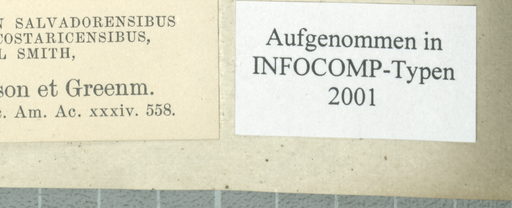 N SALVADORENSIBUS
COSTARICENSIBUS,
L SMITH,
son et Greenm.
c. Am. Ac. xxxiv. 558.
Aufgenommen in
INFOCOMP-Typen
2001